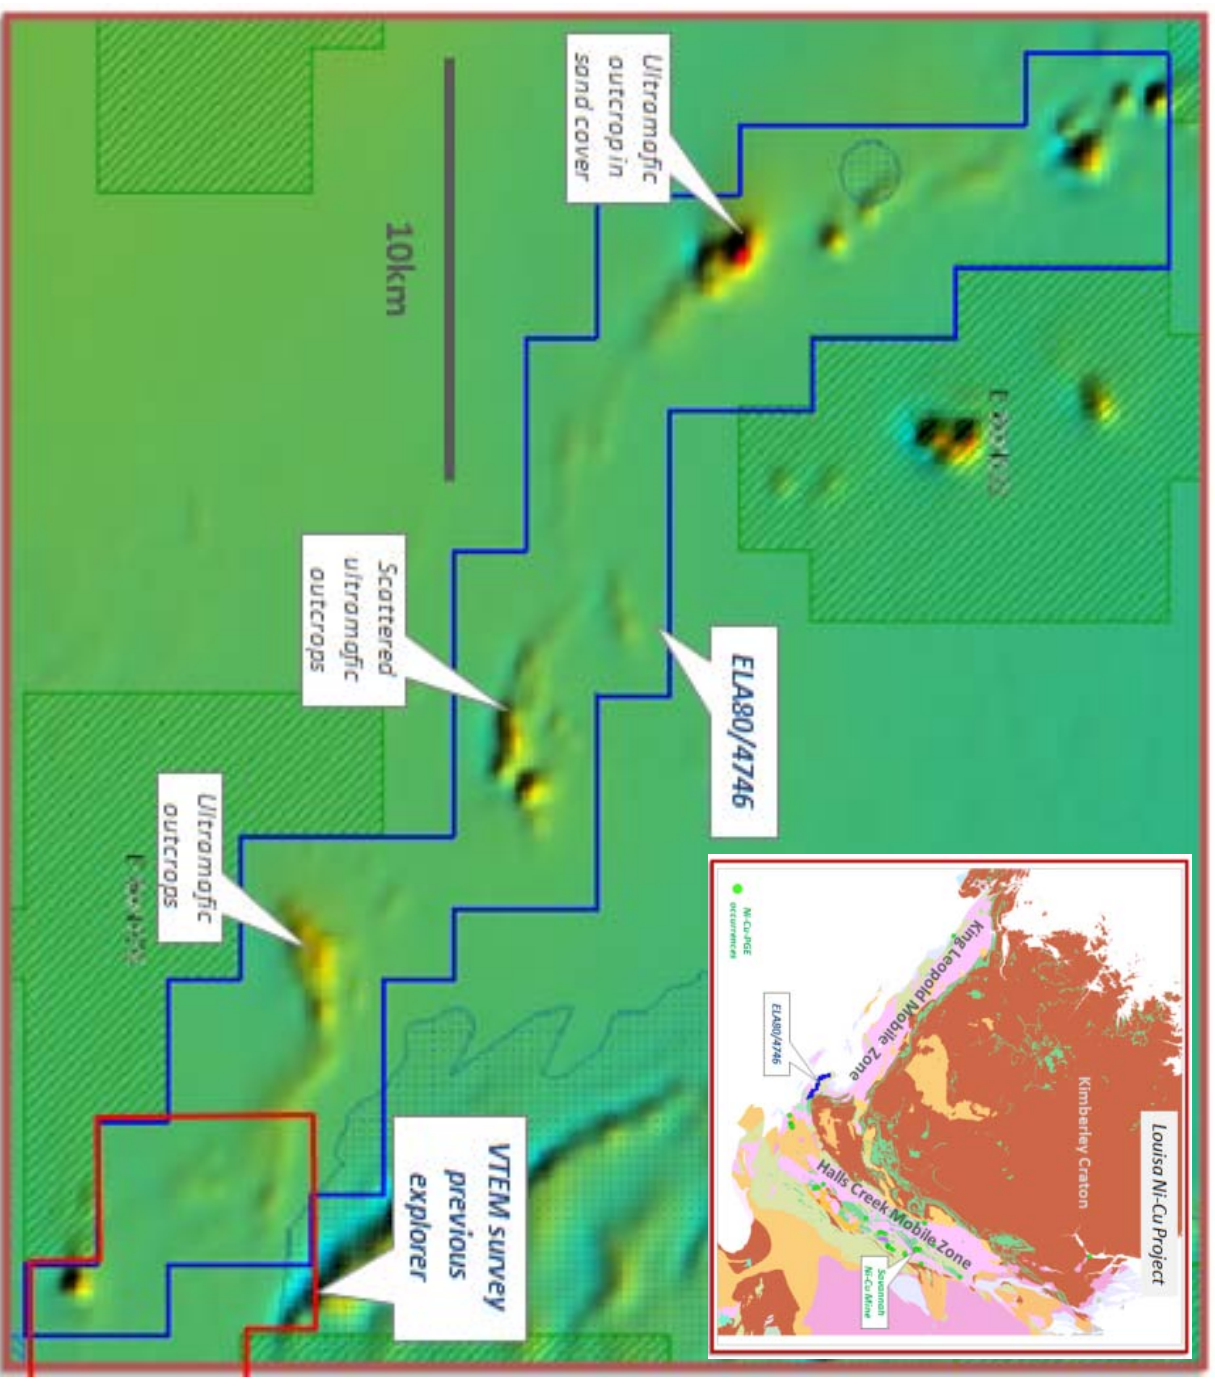 Louisa Ni-Cu Project
Kimberley Craton
King Leopold Mobile Zone
Halls Creek Mobile Zone
Savannah
Ni-Cu Mine
ELA80/4746
Ni-Cu-PGE
occurrences
ELA80/4746
VTEM survey
previous
explorer
Ultramafic
outcrop in
sand cover
10km
Scattered
ultramafic
outcrops
Ultramafic
outcrops